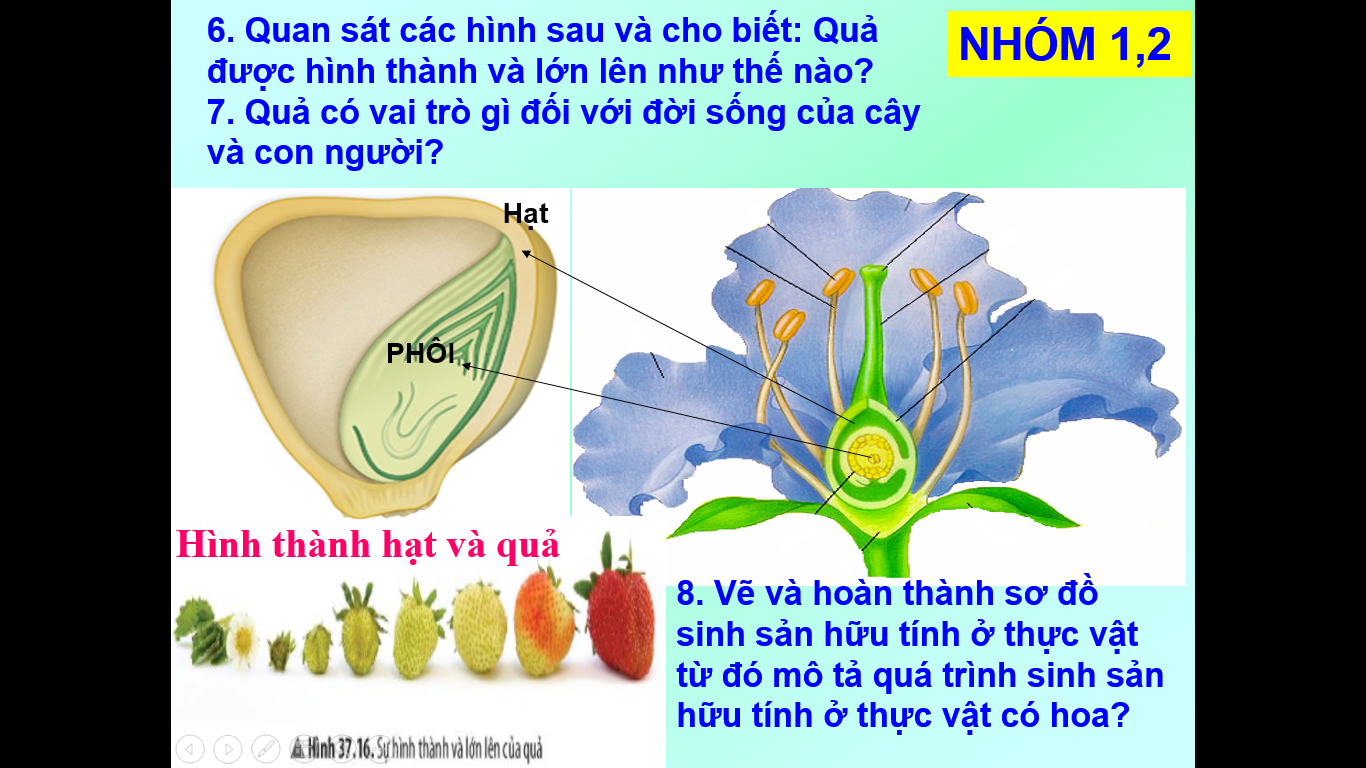 6. Quan sát các hình sau và cho biết: Quả
được hình thành và lớn lên như thế nào?
7. Quả có vai trò gì đối với đời sống của cây
và con người?
NHÓM 1,2
Hạt
PHÔI
Hình thành hạt và quả
8. Vẽ và hoàn thành sơ đồ
sinh sản hữu tính ở thực vật
từ đó mô tả quá trình sinh sản
hữu tính ở thực vật có hoa?
Hình 37.16. Sự hình thành và lớn lên của quả